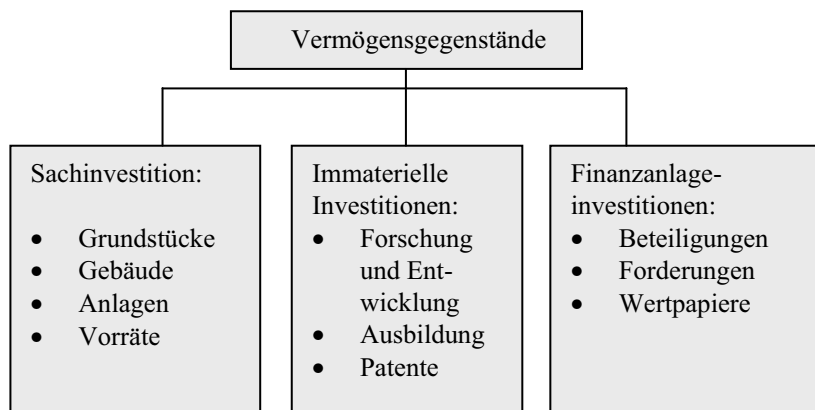 Vermögensgegenstände
Sachinvestition:
• Grundstücke
• Gebäude
• Anlagen
• Vorräte
Immaterielle
Investitionen:
• Forschung
und Ent-
wicklung
• Ausbildung
• Patente
Finanzanlage-
investitionen:
• Beteiligungen
• Forderungen
• Wertpapiere